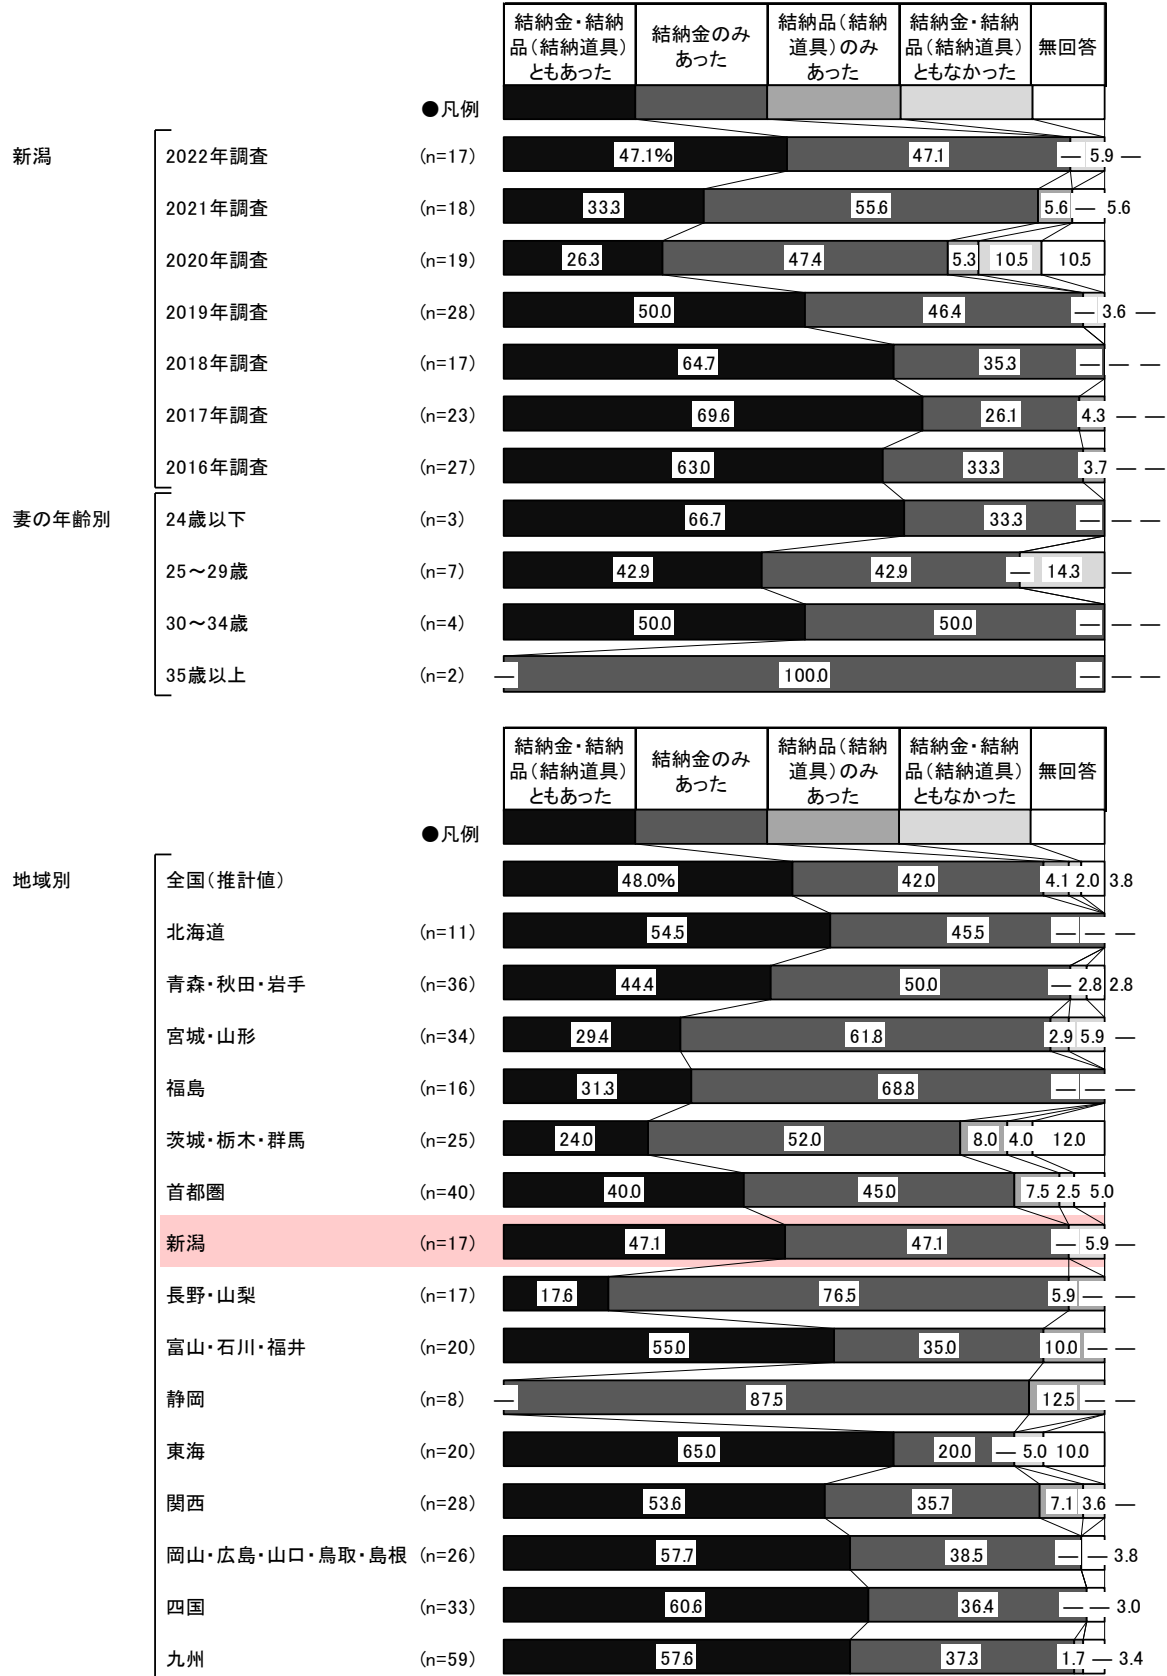 結納金・結納品(結納道具)ともあった 結納金のみあった 結納品(結納道具)のみあった 結納金・結納品(結納道具)ともなかった 無回答
●凡例
新潟 2022年調査 (n=17) 47.1% 47.1 — 5.9 —
2021年調査 (n=18) 33.3 55.6 5.6 — 5.6
2020年調査 (n=19) 26.3 47.4 5.3 10.5 10.5
2019年調査 (n=28) 50.0 46.4 — 3.6 —
2018年調査 (n=17) 64.7 35.3 — — —
2017年調査 (n=23) 69.6 26.1 4.3 — —
2016年調査 (n=27) 63.0 33.3 3.7 — —
妻の年齢別 24歳以下 (n=3) 66.7 33.3 — — —
25～29歳 (n=7) 42.9 42.9 — 14.3 —
30～34歳 (n=4) 50.0 50.0 — — —
35歳以上 (n=2) — 100.0 — — —
結納金・結納品(結納道具)ともあった 結納金のみあった 結納品(結納道具)のみあった 結納金・結納品(結納道具)ともなかった 無回答
●凡例
地域別 全国(推計値) 48.0% 42.0 4.1 2.0 3.8
北海道 (n=11) 54.5 45.5 — — —
青森・秋田・岩手 (n=36) 44.4 50.0 — 2.8 2.8
宮城・山形 (n=34) 29.4 61.8 2.9 5.9 —
福島 (n=16) 31.3 68.8 — — —
茨城・栃木・群馬 (n=25) 24.0 52.0 8.0 4.0 12.0
首都圏 (n=40) 40.0 45.0 7.5 2.5 5.0
新潟 (n=17) 47.1 47.1 — 5.9 —
長野・山梨 (n=17) 17.6 76.5 5.9 — —
富山・石川・福井 (n=20) 55.0 35.0 10.0 — —
静岡 (n=8) — 87.5 12.5 — —
東海 (n=20) 65.0 20.0 — 5.0 10.0
関西 (n=28) 53.6 35.7 7.1 3.6 —
岡山・広島・山口・鳥取・島根 (n=26) 57.7 38.5 — — 3.8
四国 (n=33) 60.6 36.4 — — 3.0
九州 (n=59) 57.6 37.3 1.7 — 3.4